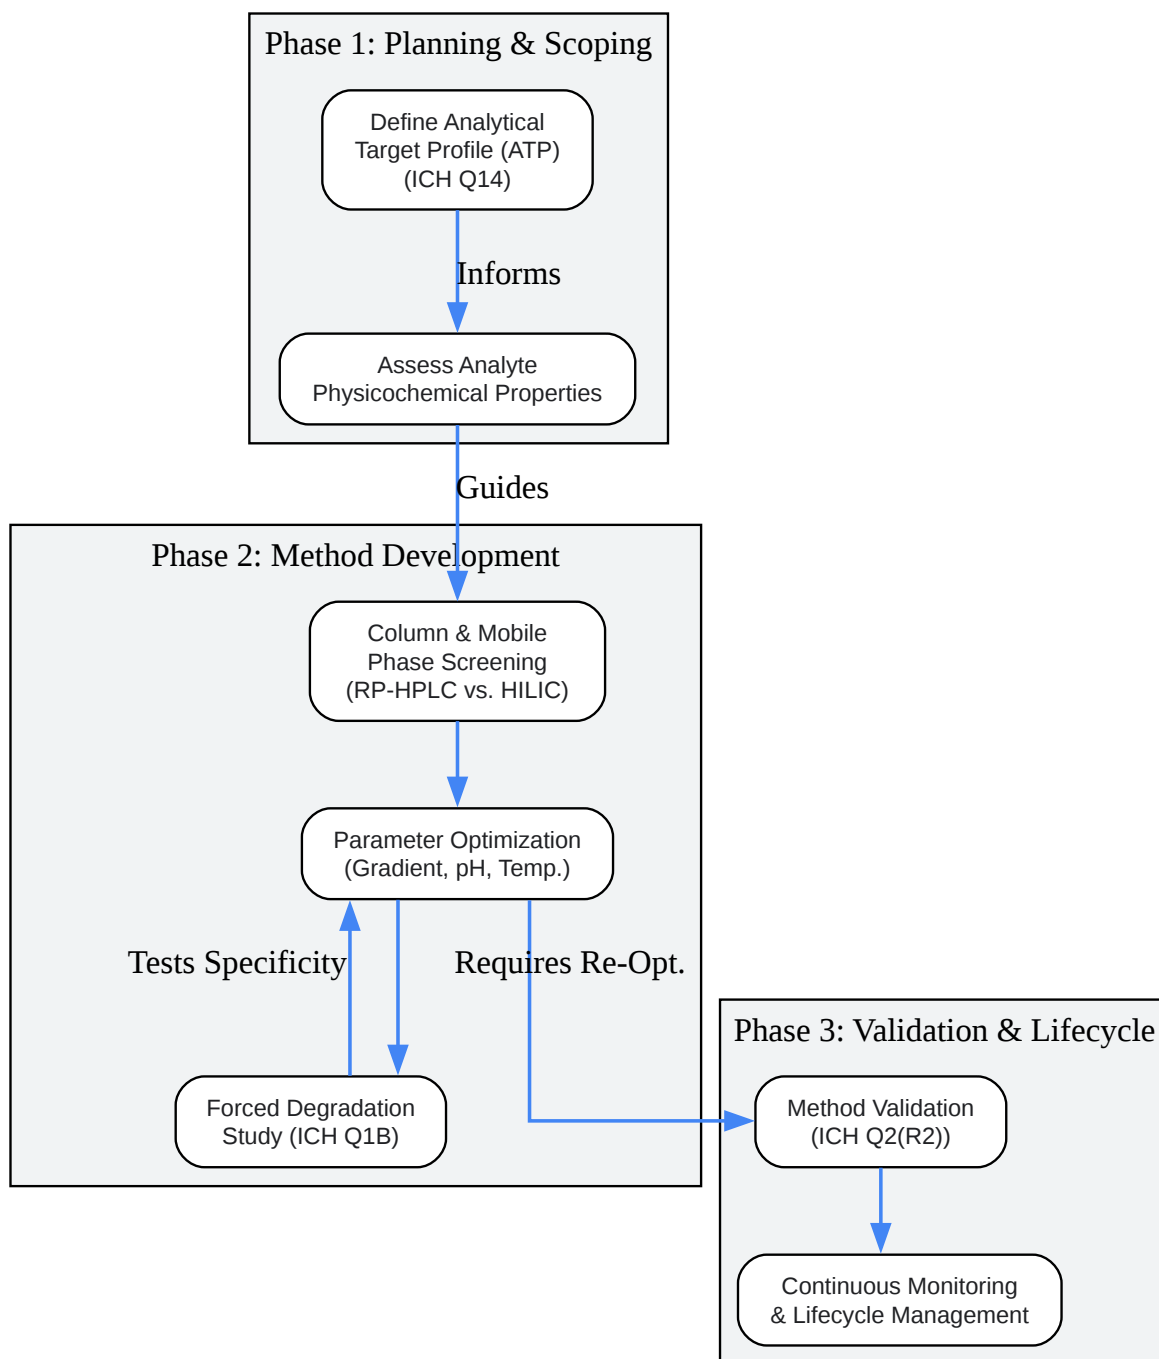 Phase 1: Planning & Scoping
Define Analytical
Target Profile (ATP)
(ICH Q14)
Informs
Assess Analyte
Physicochemical Properties
Guides
Phase 2: Method Development
Column & Mobile
Phase Screening
(RP-HPLC vs. HILIC)
Parameter Optimization
(Gradient, pH, Temp.)
Tests Specificity
Requires Re-Opt.
Forced Degradation
Study (ICH Q1B)
Phase 3: Validation & Lifecycle
Method Validation
(ICH Q2(R2))
Continuous Monitoring
& Lifecycle Management